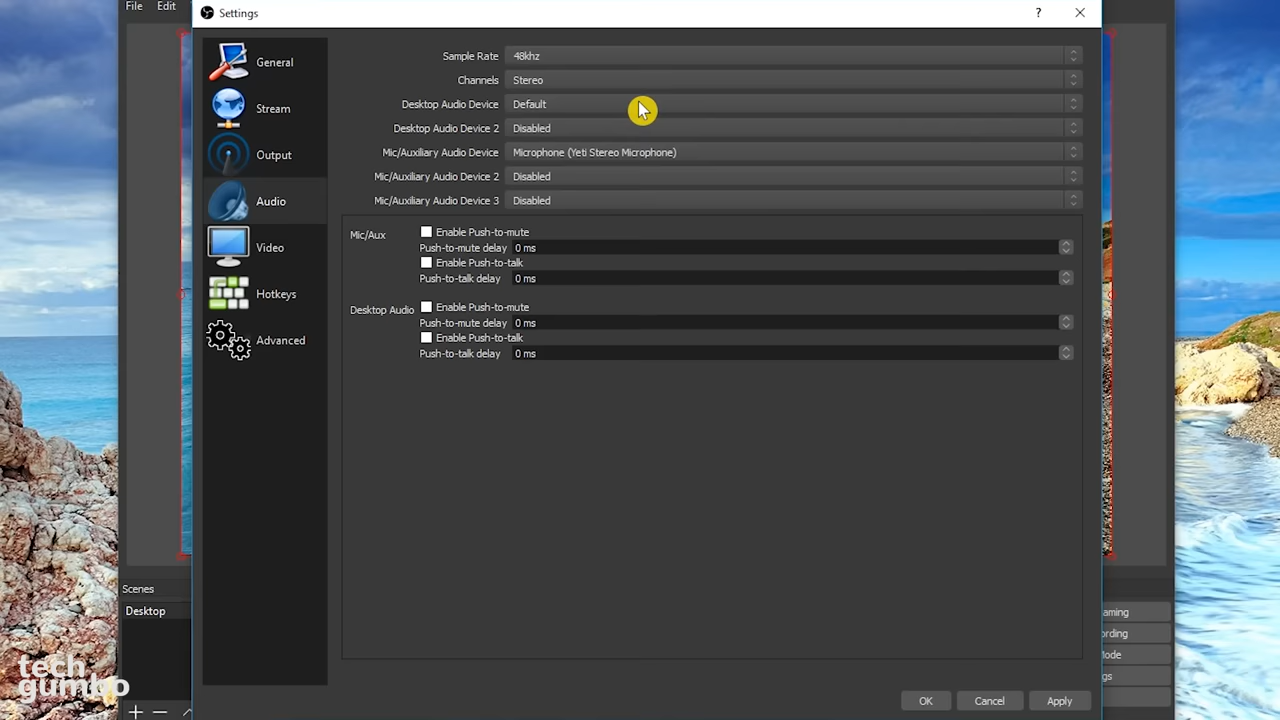 File Edit
Settings
?
General
Stream
Output
Audio
Video
Hotkeys
Advanced
Sample Rate 48khz
Channels Stereo
Desktop Audio Device Default
Desktop Audio Device 2 Disabled
Mic/Auxiliary Audio Device Microphone (Yeti Stereo Microphone)
Mic/Auxiliary Audio Device 2 Disabled
Mic/Auxiliary Audio Device 3 Disabled
Mic/Aux
Enable Push-to-mute
Push-to-mute delay 0 ms
Enable Push-to-talk
Push-to-talk delay 0 ms
Desktop Audio
Enable Push-to-mute
Push-to-mute delay 0 ms
Enable Push-to-talk
Push-to-talk delay 0 ms
Scenes
Desktop
aming
ording
Mode
gs
OK Cancel Apply
tech
gumbo